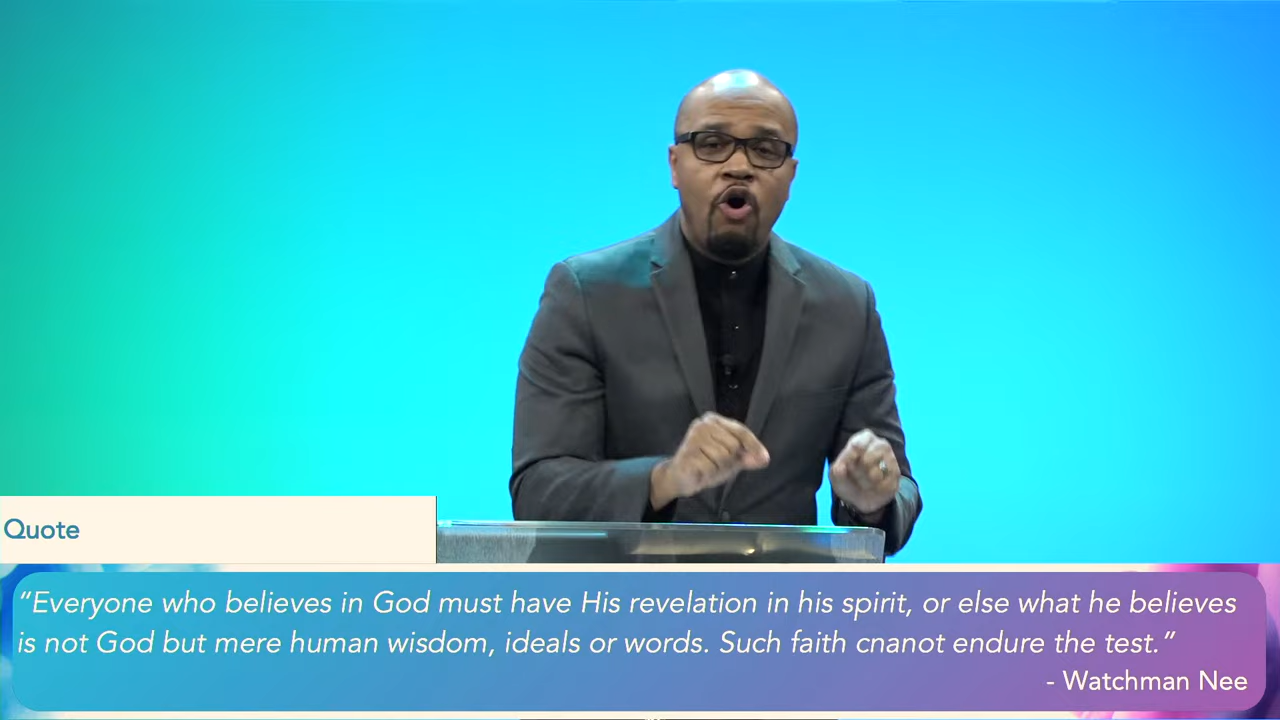 Quote
“Everyone who believes in God must have His revelation in his spirit, or else what he believes
is not God but mere human wisdom, ideals or words. Such faith cnanot endure the test.”
- Watchman Nee